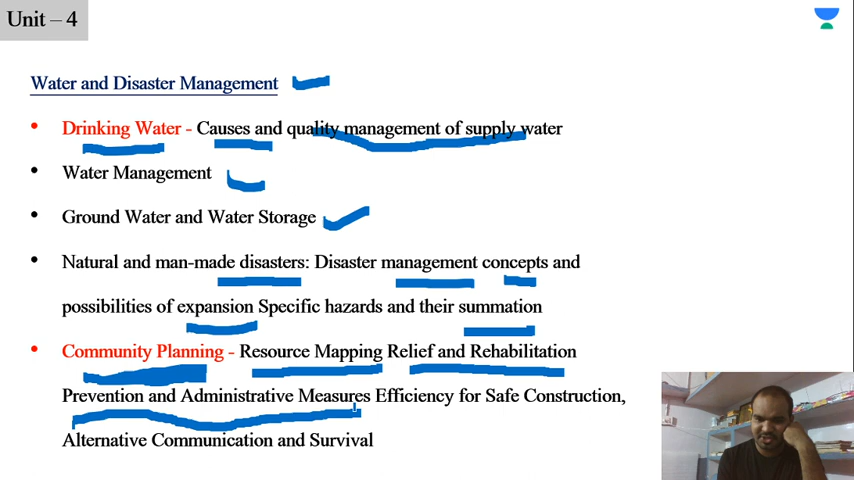 Unit – 4
Water and Disaster Management
• Drinking Water - Causes and quality management of supply water
• Water Management
• Ground Water and Water Storage
• Natural and man-made disasters: Disaster management concepts and
possibilities of expansion Specific hazards and their summation
• Community Planning - Resource Mapping Relief and Rehabilitation
Prevention and Administrative Measures Efficiency for Safe Construction,
Alternative Communication and Survival